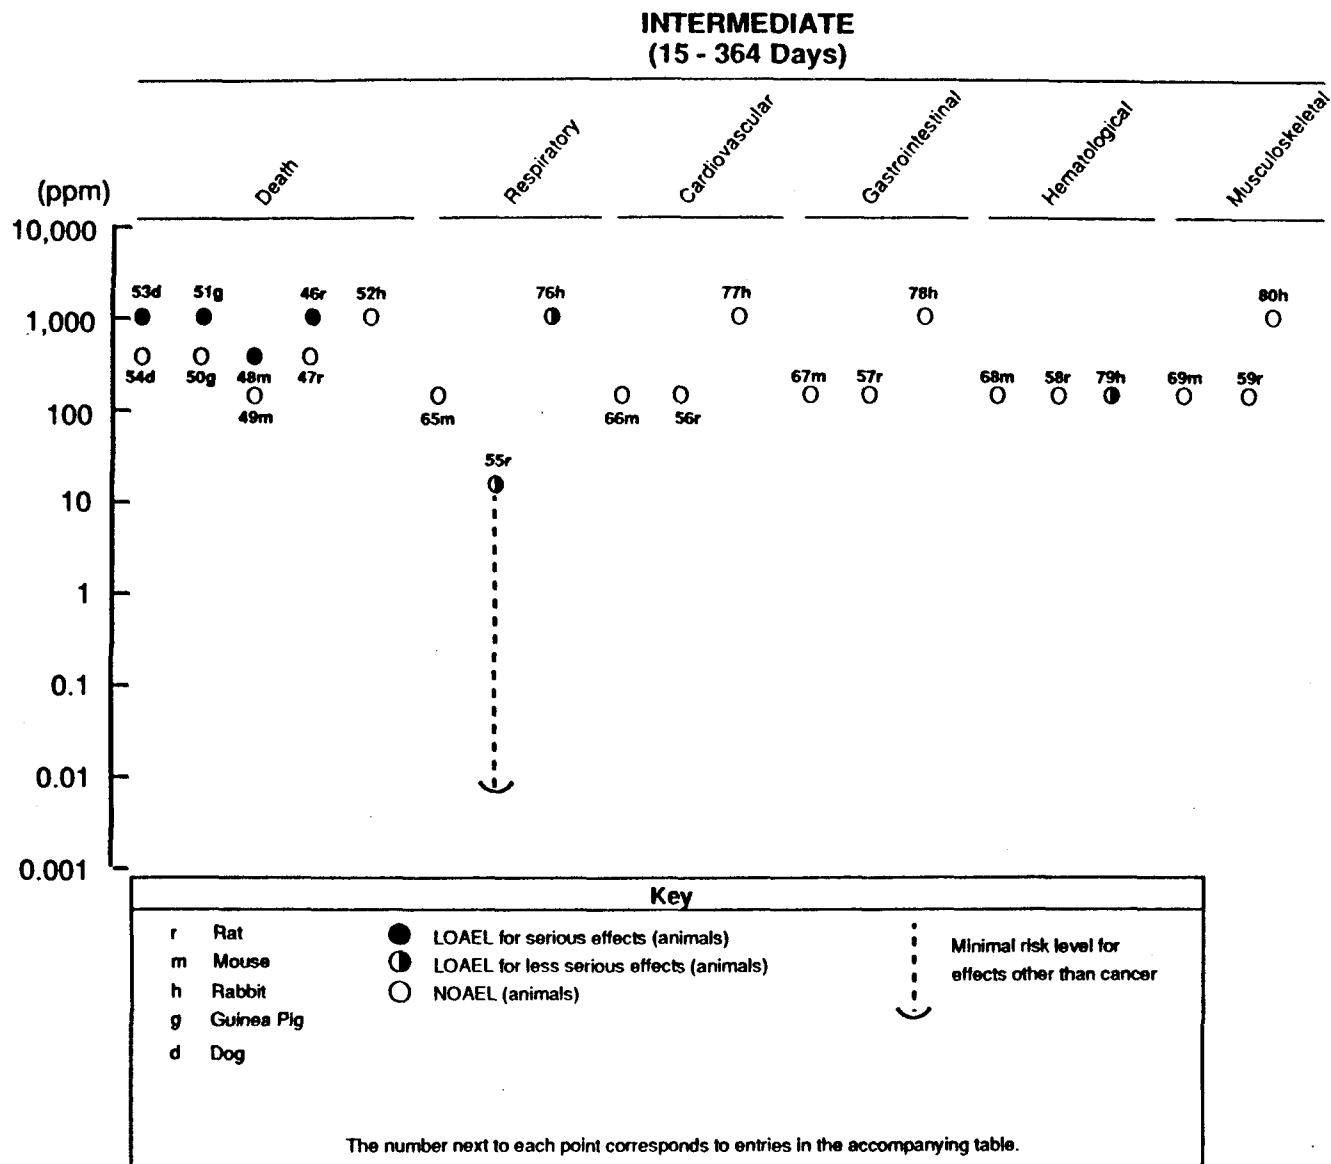 INTERMEDIATE
(15 - 364 Days)
Death
Respiratory
Cardiovascular
Gastrointestinal
Hematological
Musculoskeletal
(ppm)
10,000
53d 51g 46r 52h 76h 77h 78h 80h
1,000
54d 50g 48m 47r 67m 57r 68m 58r 79h 69m 59r
100
49m 65m 66m 56r
55r
10
1
0.1
0.01
0.001
Key
r Rat
m Mouse
h Rabbit
g Guinea Pig
d Dog
LOAEL for serious effects (animals)
LOAEL for less serious effects (animals)
NOAEL (animals)
Minimal risk level for
effects other than cancer
The number next to each point corresponds to entries in the accompanying table.